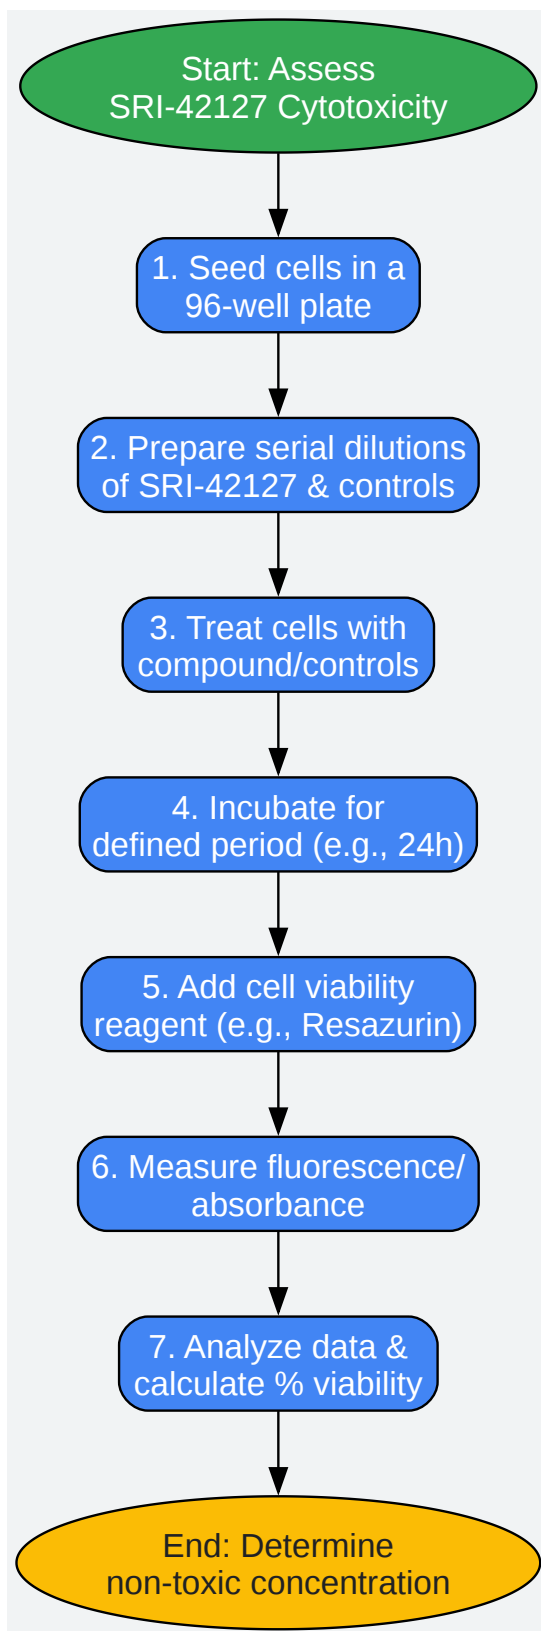 Start: Assess
SRI-42127 Cytotoxicity
1. Seed cells in a
96-well plate
2. Prepare serial dilutions
of SRI-42127 & controls
3. Treat cells with
compound/controls
4. Incubate for
defined period (e.g., 24h)
5. Add cell viability
reagent (e.g., Resazurin)
6. Measure fluorescence/
absorbance
7. Analyze data &
calculate % viability
End: Determine
non-toxic concentration